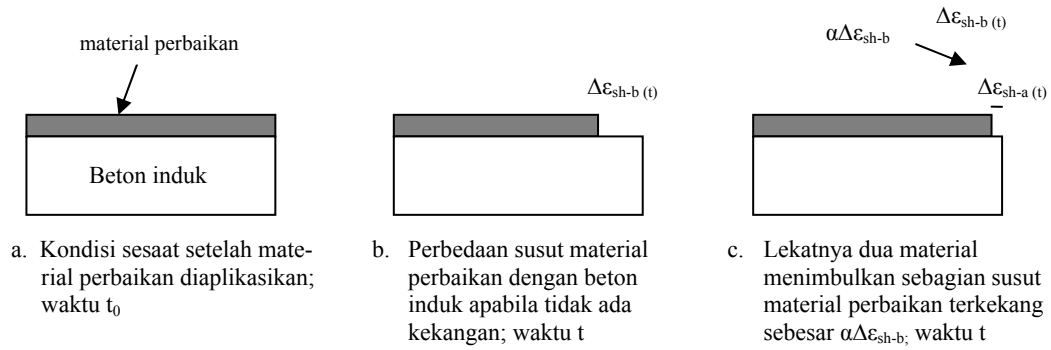 material perbaikan
Beton induk
a. Kondisi sesaat setelah mate-
rial perbaikan diaplikasikan;
waktu t₀
Δεsh-b (t)
b. Perbedaan susut material
perbaikan dengan beton
induk apabila tidak ada
kekangan; waktu t
αΔεsh-b
Δεsh-b (t)
Δεsh-a (t)
c. Lekatnya dua material
menimbulkan sebagian susut
material perbaikan terkekang
sebesar αΔεsh-b; waktu t